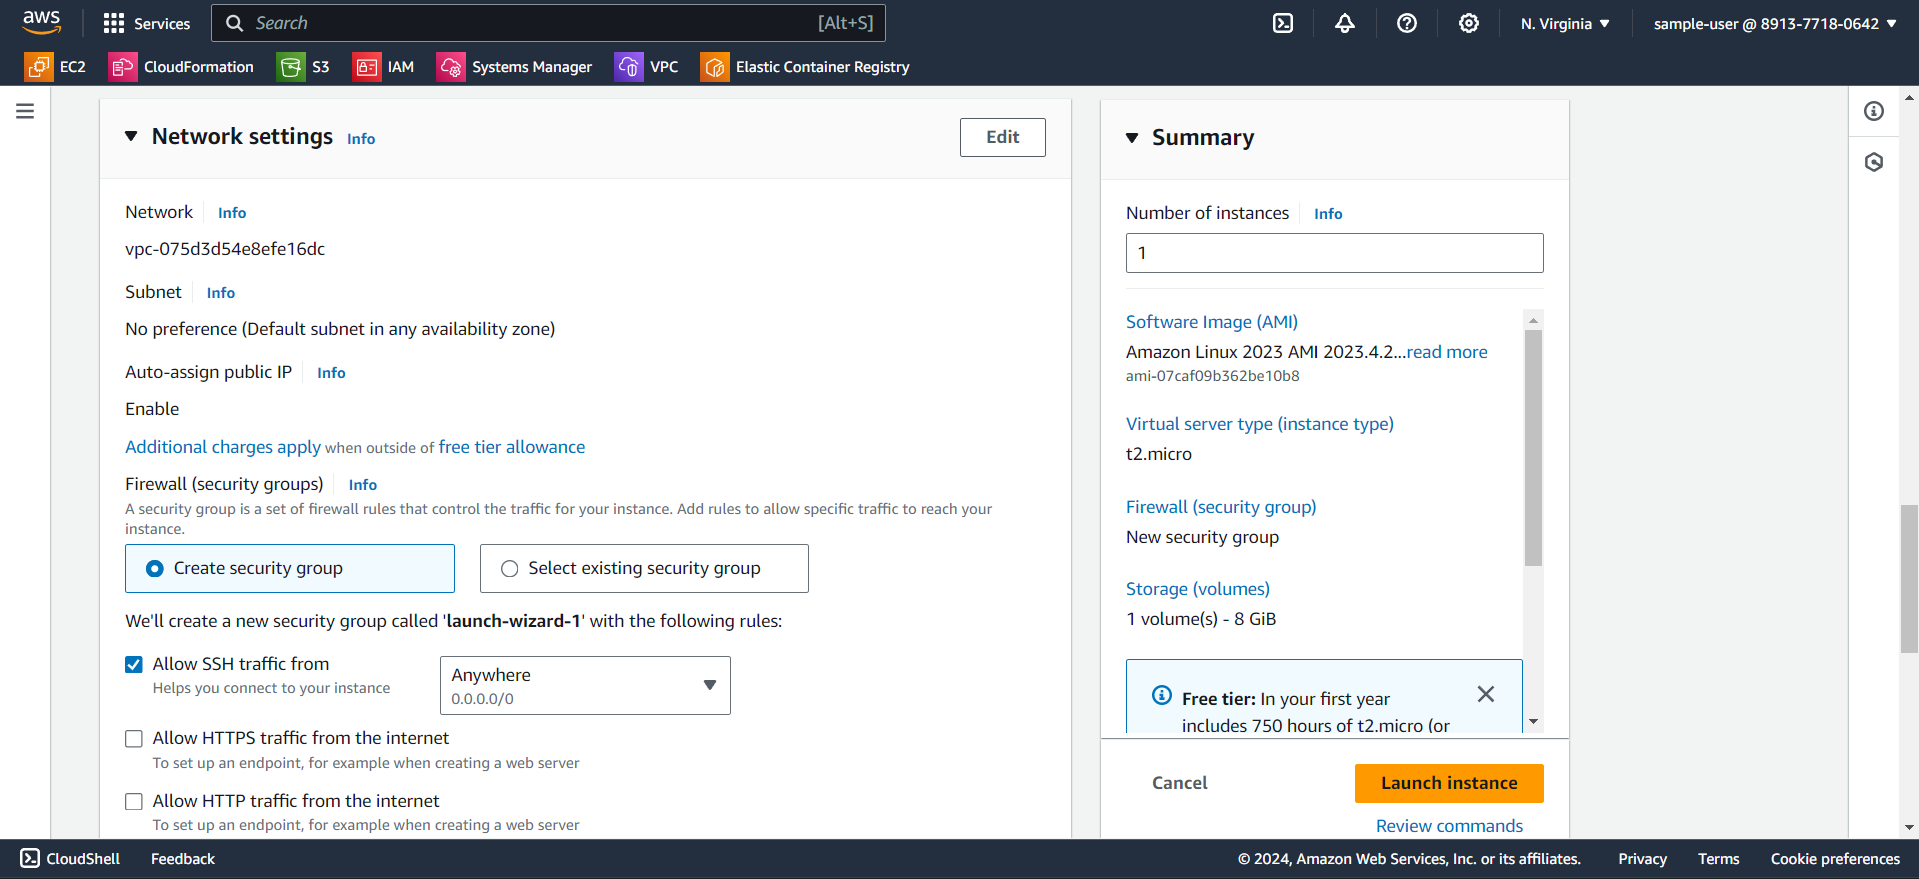 aws
Services
Search [Alt+S]
N. Virginia
sample-user @ 8913-7718-0642
EC2
CloudFormation
S3
IAM
Systems Manager
VPC
Elastic Container Registry
Network settings Info
Edit
Network Info
vpc-075d3d54e8efe16dc
Subnet Info
No preference (Default subnet in any availability zone)
Auto-assign public IP Info
Enable
Additional charges apply when outside of free tier allowance
Firewall (security groups) Info
A security group is a set of firewall rules that control the traffic for your instance. Add rules to allow specific traffic to reach your
instance.
Create security group
Select existing security group
We'll create a new security group called 'launch-wizard-1' with the following rules:
Allow SSH traffic from
Helps you connect to your instance
Anywhere
0.0.0.0/0
Allow HTTPS traffic from the internet
To set up an endpoint, for example when creating a web server
Allow HTTP traffic from the internet
To set up an endpoint, for example when creating a web server
Summary
Number of instances Info
1
Software Image (AMI)
Amazon Linux 2023 AMI 2023.4.2...read more
ami-07caf09b362be10b8
Virtual server type (instance type)
t2.micro
Firewall (security group)
New security group
Storage (volumes)
1 volume(s) - 8 GiB
Free tier: In your first year
includes 750 hours of t2.micro (or
Cancel
Launch instance
Review commands
CloudShell
Feedback
© 2024, Amazon Web Services, Inc. or its affiliates.
Privacy
Terms
Cookie preferences